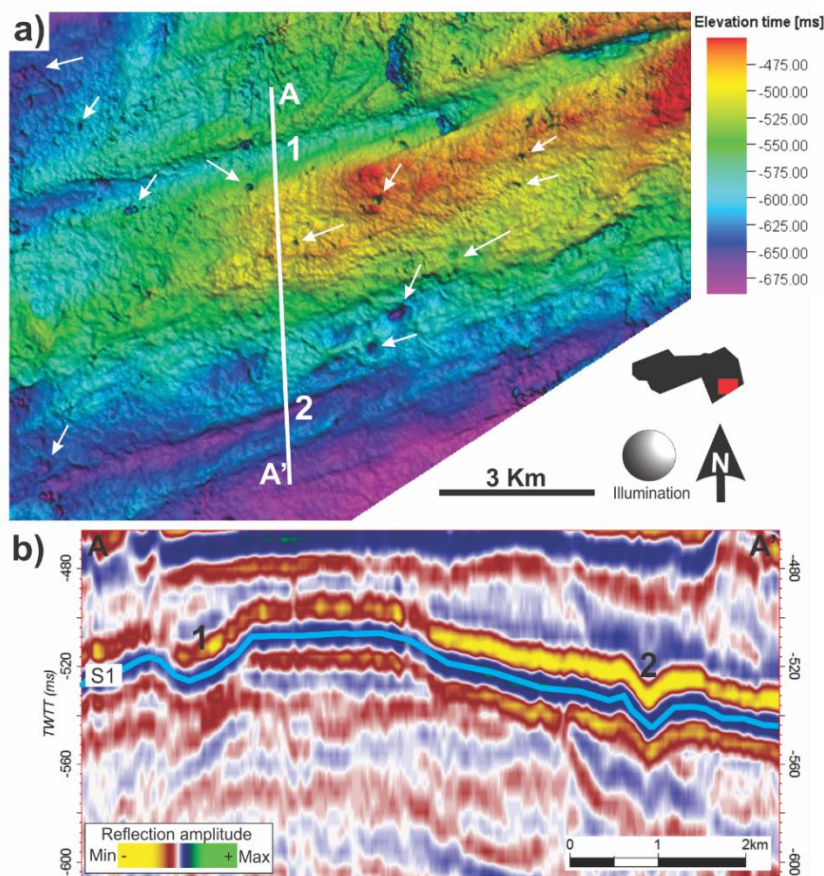 a)
Elevation time [ms]
-475.00
-500.00
-525.00
-550.00
-575.00
-600.00
-625.00
-650.00
-675.00
A
1
2
A'
3 Km
Illumination
N
b)
A
A'
-480
-520
-560
-600
TWTT (ms)
S1
1
2
-480
-520
-560
-600
Reflection amplitude
Min - + Max
0 2km